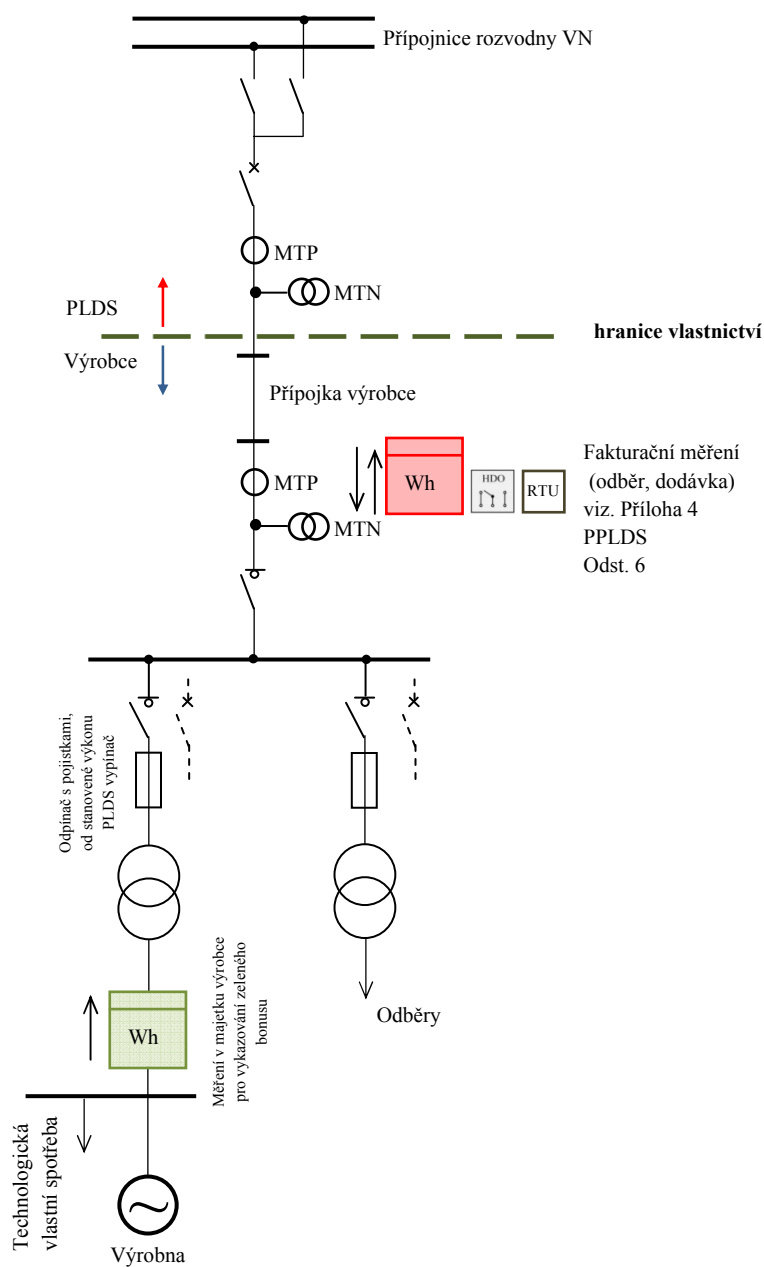 Přípojnice rozvodny VN
MTP
MTN
PLDS
hranice vlastnictví
Výrobce
Přípojka výrobce
MTP
MTN
Wh
HDO
RTU
Fakturační měření
(odběr, dodávka)
viz. Příloha 4
PPLDS
Odst. 6
Odpínač s pojistkami,
od stanovené výkonu
PLDS vypínač
Wh
Měření v majetku výrobce
pro vykazování zeleného
bonusu
Odběry
Technologická
vlastní spotřeba
Výrobna